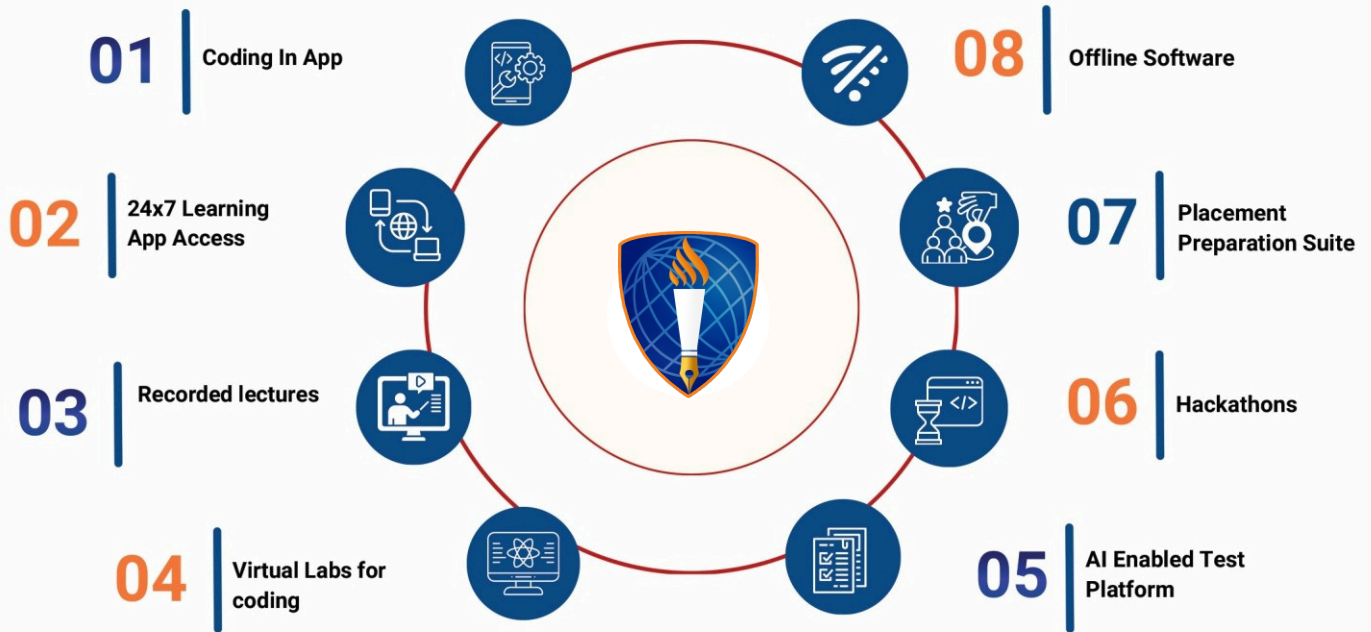 01
Coding In App
02
24x7 Learning
App Access
03
Recorded lectures
04
Virtual Labs for
coding
05
AI Enabled Test
Platform
06
Hackathons
07
Placement
Preparation Suite
08
Offline Software